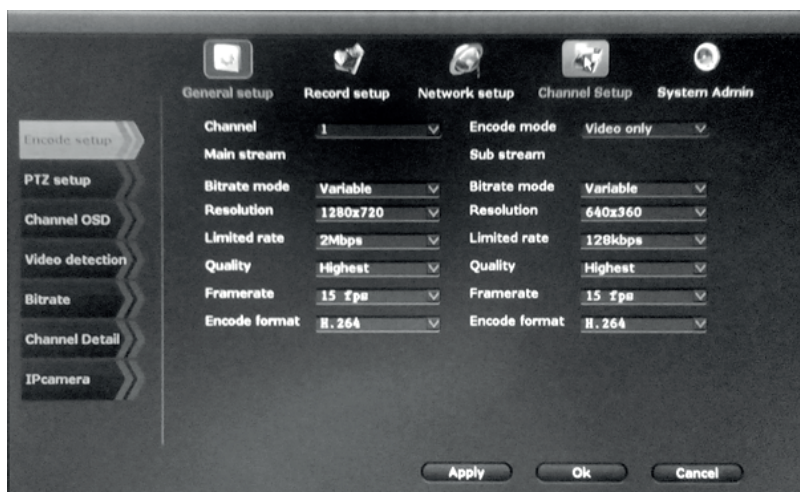 General setup Record setup Network setup Channel Setup System Admin
Encode setup
PTZ setup
Channel OSD
Video detection
Bitrate
Channel Detail
IPcamera
Channel 1 Encode mode Video only
Main stream Sub stream
Bitrate mode Variable Bitrate mode Variable
Resolution 1280x720 Resolution 640x360
Limited rate 2Mbps Limited rate 128kbps
Quality Highest Quality Highest
Framerate 15 fps Framerate 15 fps
Encode format H.264 Encode format H.264
Apply Ok Cancel